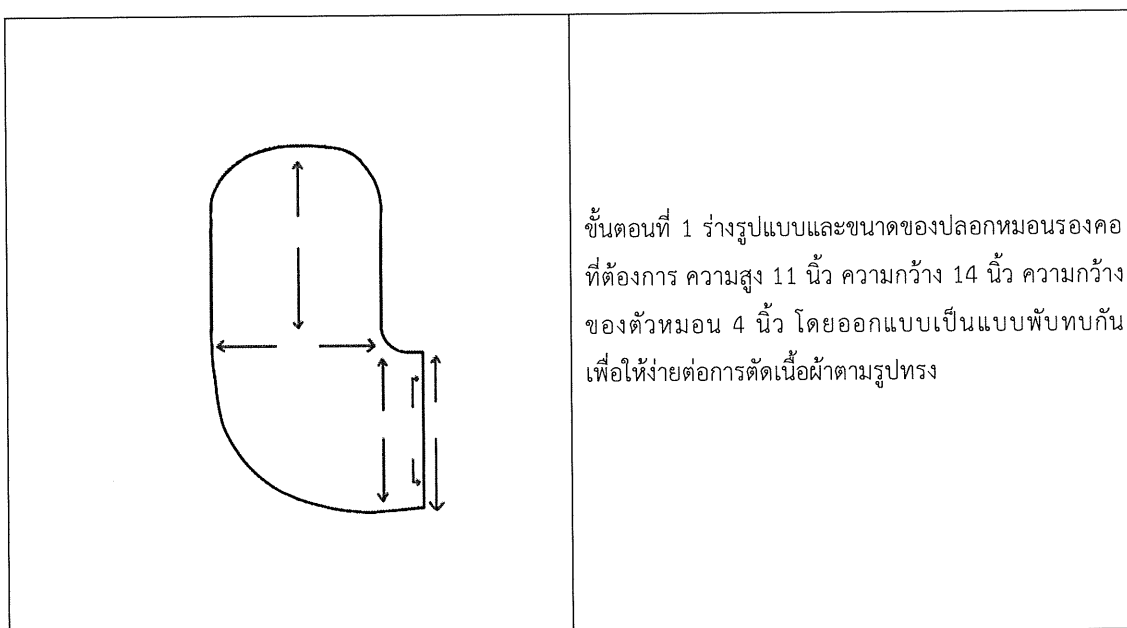 ขั้นตอนที่ 1 ร่างรูปแบบและขนาดของปลอกหมอนรองคอ
ที่ต้องการ ความสูง 11 นิ้ว ความกว้าง 14 นิ้ว ความกว้าง
ของตัวหมอน 4 นิ้ว โดยออกแบบเป็นแบบพับทบกัน
เพื่อให้ง่ายต่อการตัดเนื้อผ้าตามรูปทรง